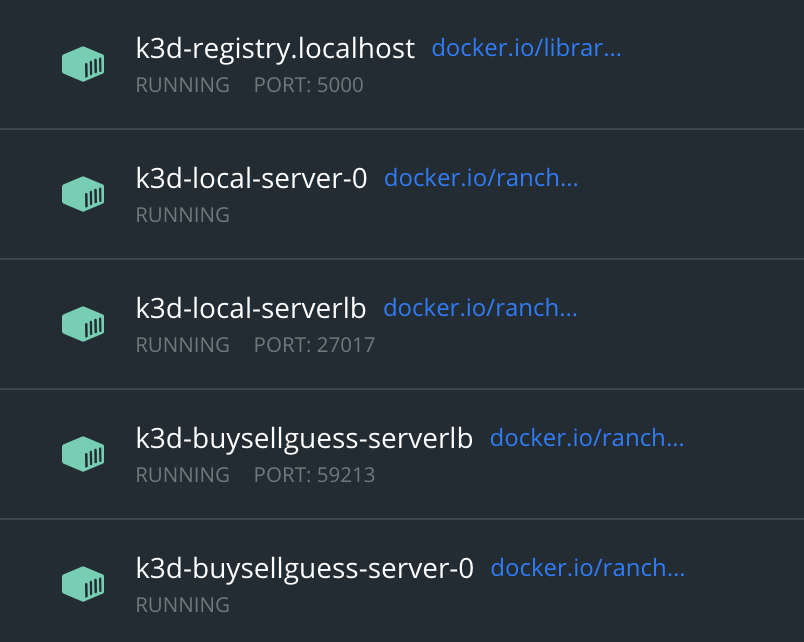 k3d-registry.localhost docker.io/librar...
RUNNING PORT: 5000
k3d-local-server-0 docker.io/ranch...
RUNNING
k3d-local-serverlb docker.io/ranch...
RUNNING PORT: 27017
k3d-buysellguess-serverlb docker.io/ranch...
RUNNING PORT: 59213
k3d-buysellguess-server-0 docker.io/ranch...
RUNNING